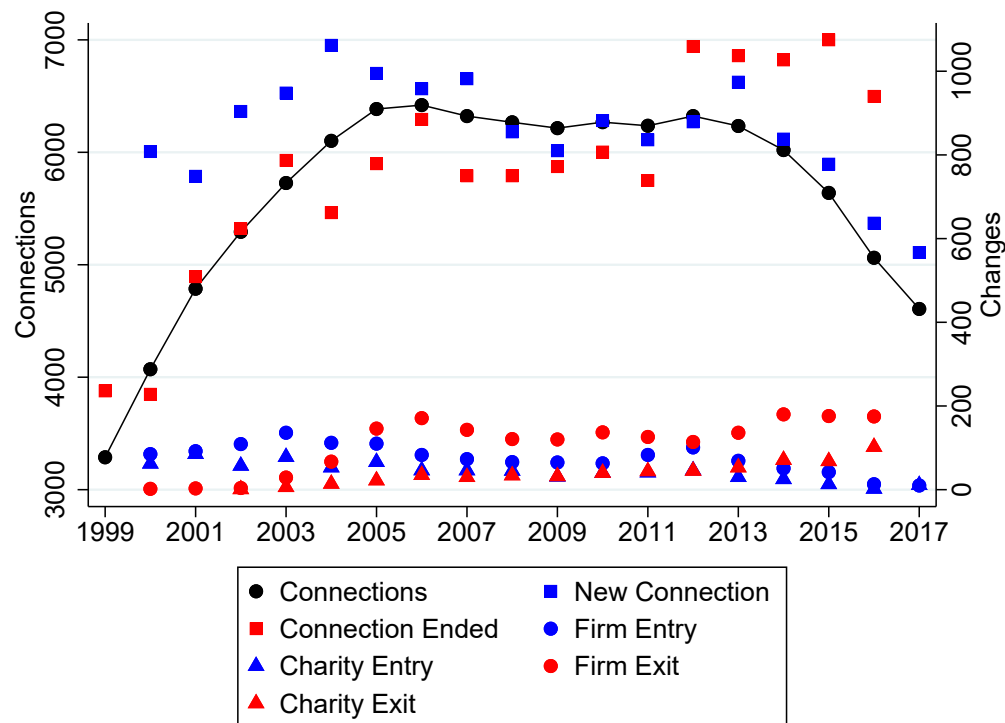 7000
6000
5000
4000
3000
Connections
1000
800
600
400
200
0
Changes
1999 2001 2003 2005 2007 2009 2011 2013 2015 2017
Connections New Connection
Connection Ended Firm Entry
Charity Entry Firm Exit
Charity Exit